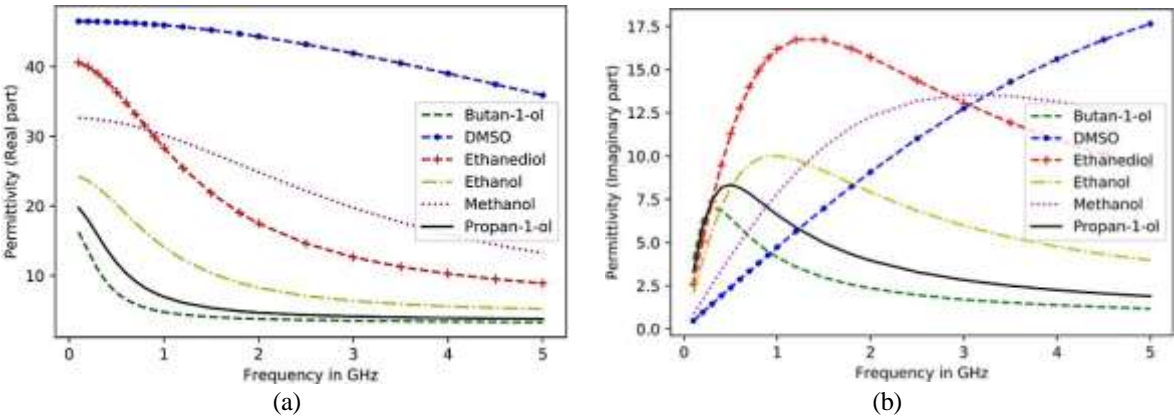 Permittivity (Real part)
40
30
20
10
0
1
2
3
4
5
Frequency in GHz
Butan-1-ol
DMSO
Ethanediol
Ethanol
Methanol
Propan-1-ol
(a)
Permittivity (Imaginary part)
17.5
15.0
12.5
10.0
7.5
5.0
2.5
0.0
0
1
2
3
4
5
Frequency in GHz
Butan-1-ol
DMSO
Ethanediol
Ethanol
Methanol
Propan-1-ol
(b)